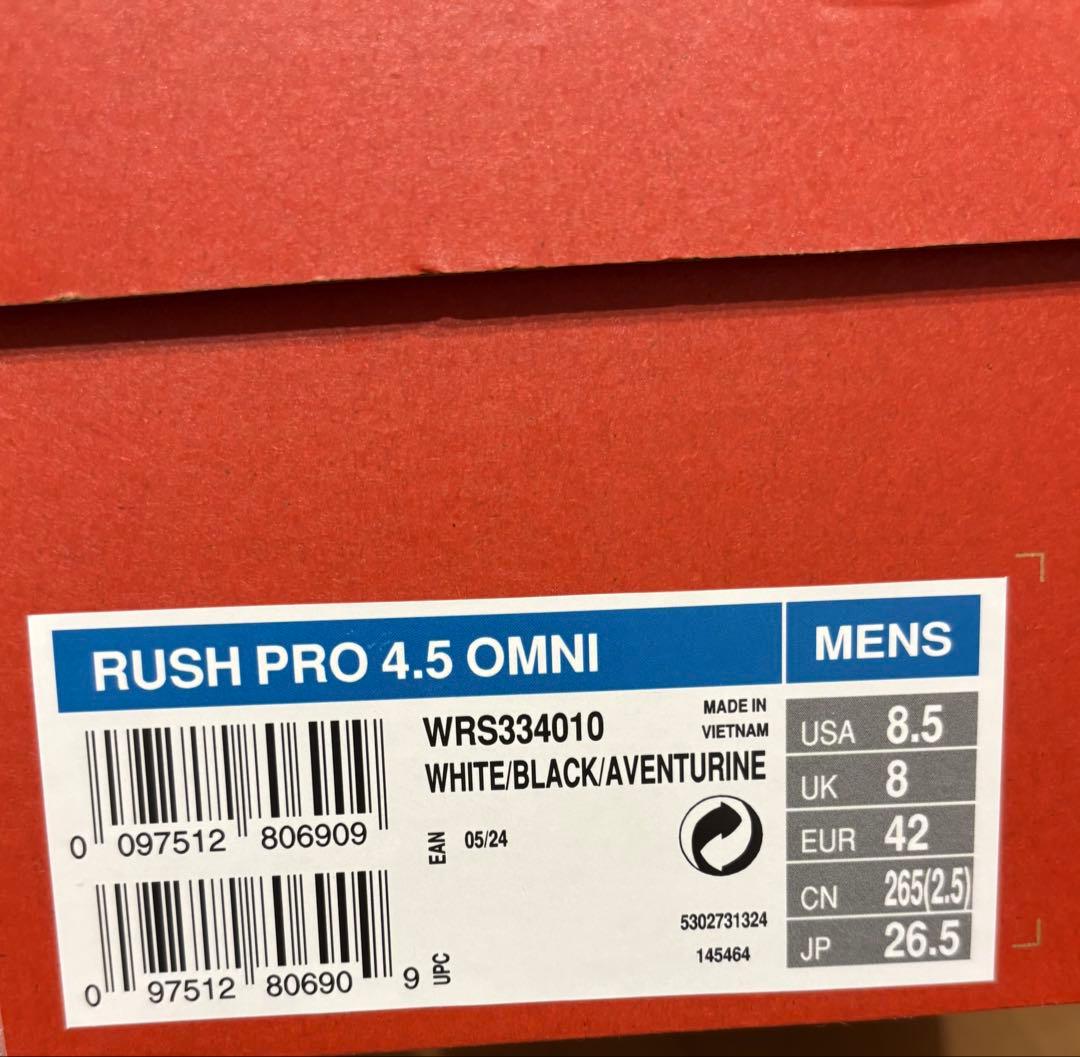 RUSH PRO 4.5 OMNI
MENS
WRS334010
MADE IN
VIETNAM
WHITE/BLACK/AVENTURINE
0 097512 806909
EAN 05/24
0 97512 80690 9
UPC
5302731324
145464
USA 8.5
UK 8
EUR 42
CN 265(2.5)
JP 26.5